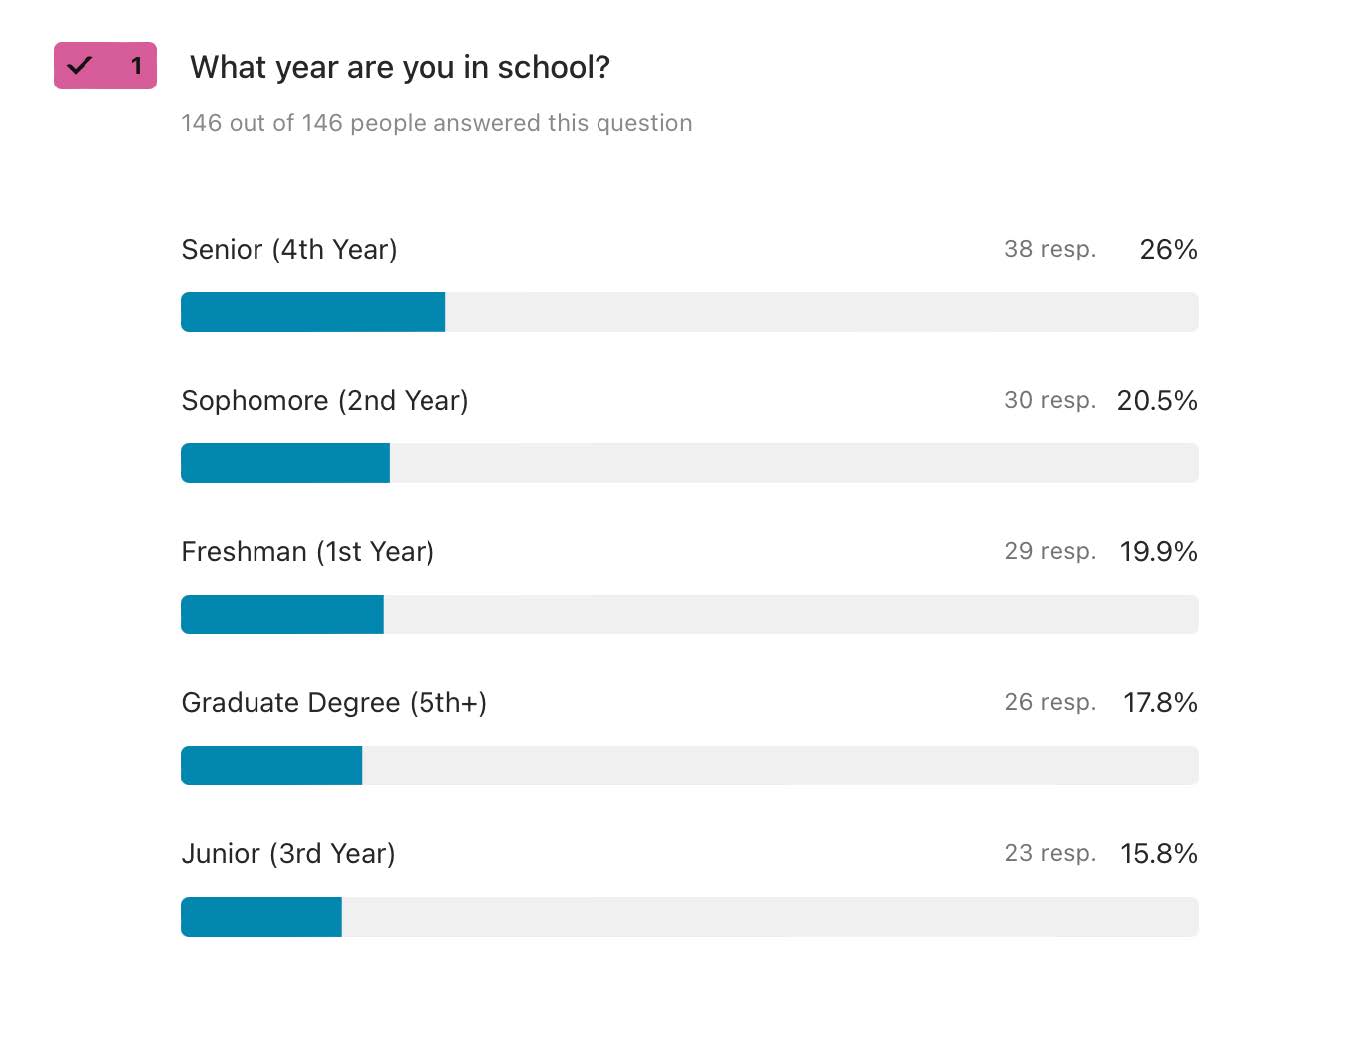 1 What year are you in school?
146 out of 146 people answered this question
Senior (4th Year) 38 resp. 26%
Sophomore (2nd Year) 30 resp. 20.5%
Freshman (1st Year) 29 resp. 19.9%
Graduate Degree (5th+) 26 resp. 17.8%
Junior (3rd Year) 23 resp. 15.8%